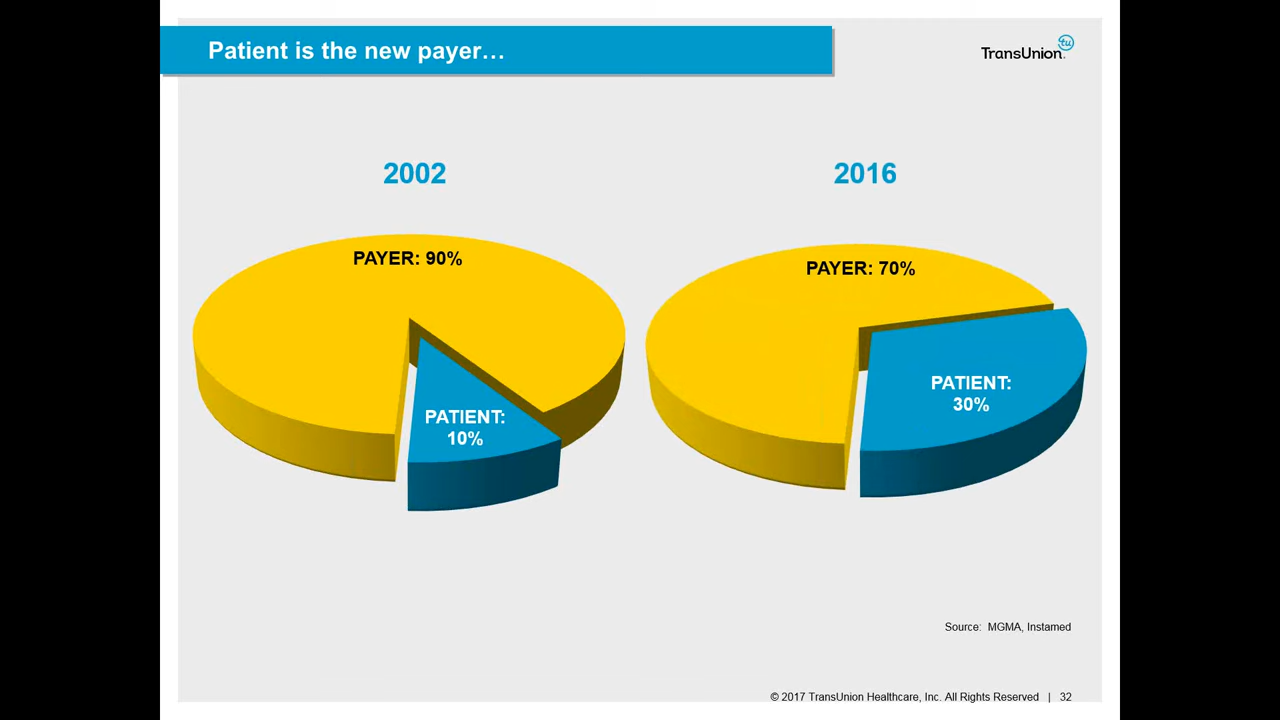 Patient is the new payer…
tu
TransUnion.
2002
2016
PAYER: 90%
PATIENT:
10%
PAYER: 70%
PATIENT:
30%
Source:  MGMA, Instamed
© 2017 TransUnion Healthcare, Inc. All Rights Reserved | 32